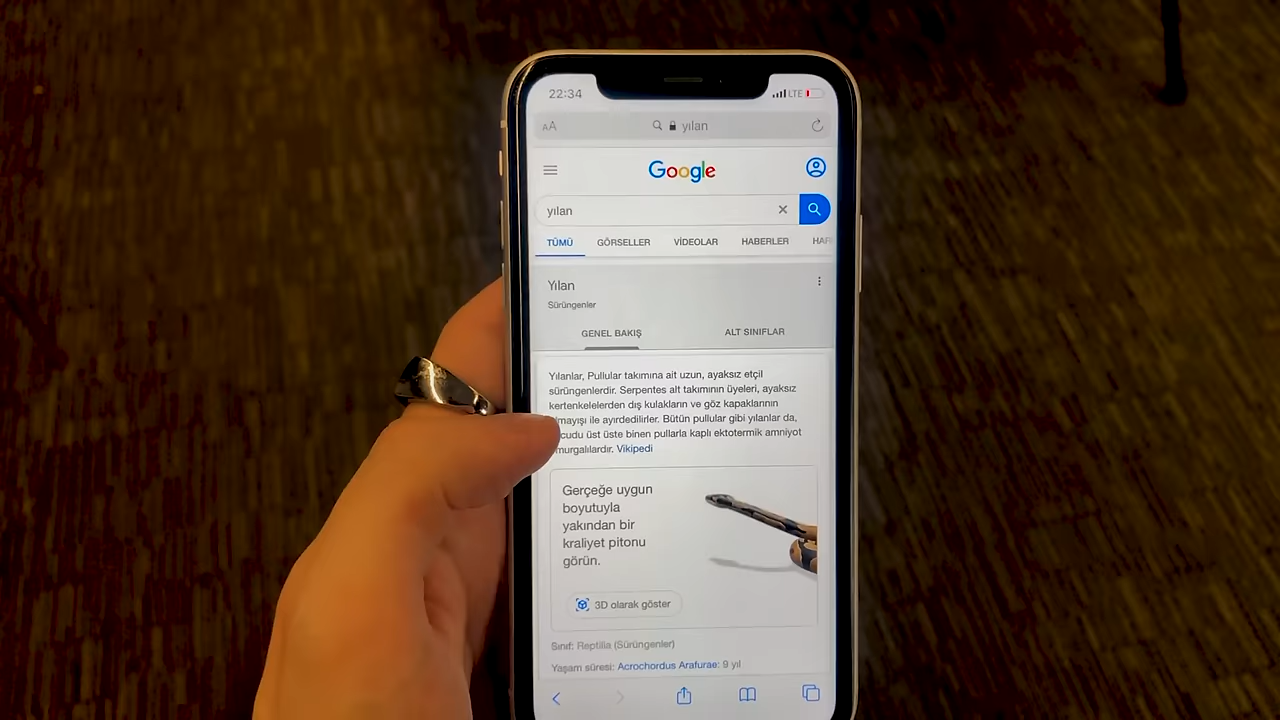 22:34
LTE
AA
yılan
Google
yılan
TÜMÜ GÖRSELLER VİDEOLAR HABERLER
Yılan
Sürüngenler
GENEL BAKIŞ ALT SINIFLAR
Yılanlar, Pullular takımına ait uzun, ayaksız etçil
sürüngenlerdir. Serpentes alt takımının üyeleri, ayaksız
kertenkelelerden dış kulakların ve göz kapaklarının
lmayışı ile ayırdedilirler. Bütün pullular gibi yılanlar da,
cudu üst üste binen pullarla kaplı ektotermik amniyot
murgalılardır. Vikipedi
Gerçeğe uygun
boyutuyla
yakından bir
kraliyet pitonu
görün.
3D olarak göster
Sınıf: Reptilia (Sürüngenler)
Yaşam süresi: Acrochordus Arafurae: 9 yıl